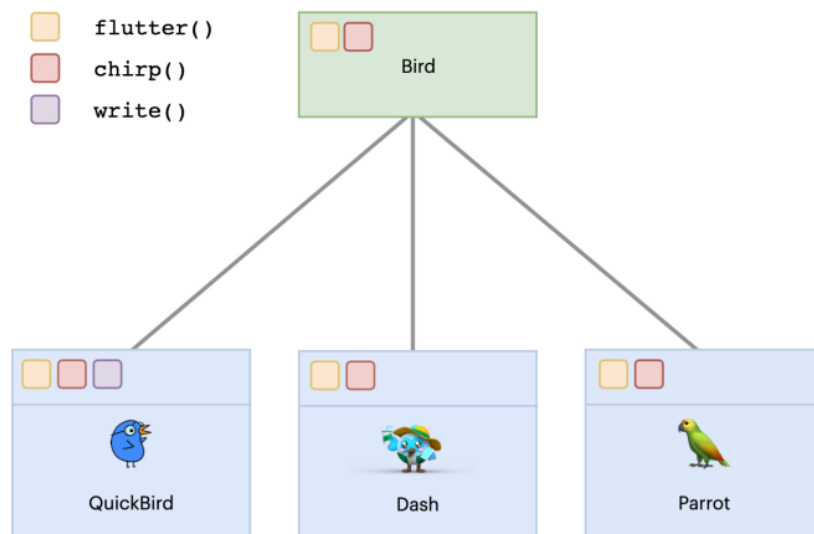 flutter()
chirp()
write()
Bird
QuickBird
Dash
Parrot